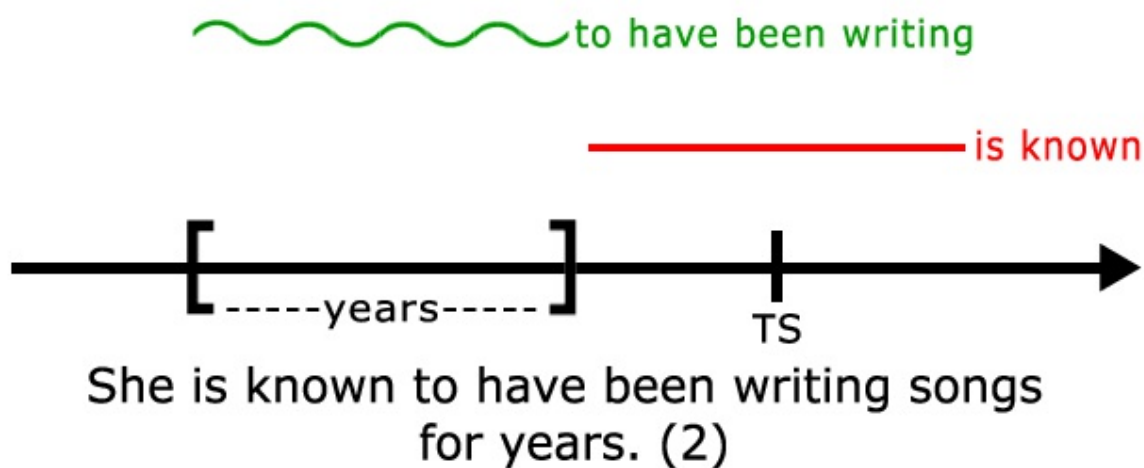 to have been writing
is known
-----years-----
TS
She is known to have been writing songs
for years. (2)